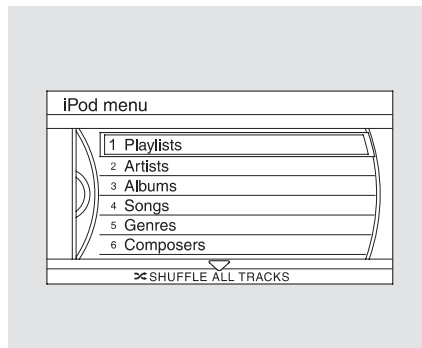 iPod menu
1 Playlists
2 Artists
3 Albums
4 Songs
5 Genres
6 Composers
SHUFFLE ALL TRACKS